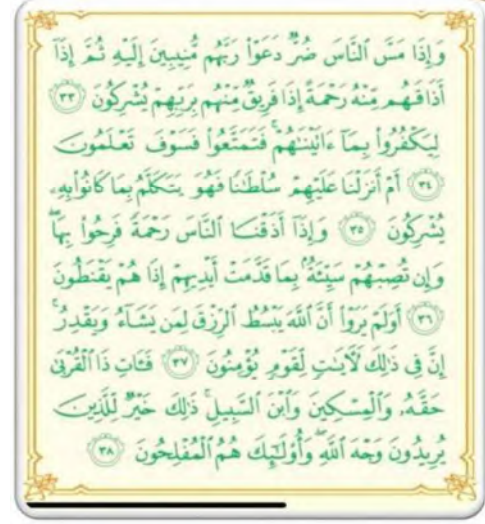 وَإِذَا مَسَّ ٱلنَّاسَ ضُرٌّ دَعَوْا۟ رَبَّهُم مُّنِيبِينَ إِلَيْهِ ثُمَّ إِذَآ
أَذَاقَهُم مِّنْهُ رَحْمَةً إِذَا فَرِيقٌ مِّنْهُم بِرَبِّهِمْ يُشْرِكُونَ ٣٣
لِيَكْفُرُوا۟ بِمَآ ءَاتَيْنَٰهُمْ ۚ فَتَمَتَّعُوا۟ فَسَوْفَ تَعْلَمُونَ
٣٤ أَمْ أَنزَلْنَا عَلَيْهِمْ سُلْطَٰنًا فَهُوَ يَتَكَلَّمُ بِمَا كَانُوا۟ بِهِۦ
يُشْرِكُونَ ٣٥ وَإِذَآ أَذَقْنَا ٱلنَّاسَ رَحْمَةً فَرِحُوا۟ بِهَا ۖ
وَإِن تُصِبْهُمْ سَيِّئَةٌۢ بِمَا قَدَّمَتْ أَيْدِيهِمْ إِذَا هُمْ يَقْنَطُونَ
٣٦ أَوَلَمْ يَرَوْا۟ أَنَّ ٱللَّهَ يَبْسُطُ ٱلرِّزْقَ لِمَن يَشَآءُ وَيَقْدِرُ ۚ
إِنَّ فِى ذَٰلِكَ لَءَايَٰتٍ لِّقَوْمٍ يُؤْمِنُونَ ٣٧ فَـَٔاتِ ذَا ٱلْقُرْبَىٰ
حَقَّهُۥ وَٱلْمِسْكِينَ وَٱبْنَ ٱلسَّبِيلِ ۚ ذَٰلِكَ خَيْرٌ لِّلَّذِينَ
يُرِيدُونَ وَجْهَ ٱللَّهِ ۖ وَأُو۟لَٰٓئِكَ هُمُ ٱلْمُفْلِحُونَ ٣٨